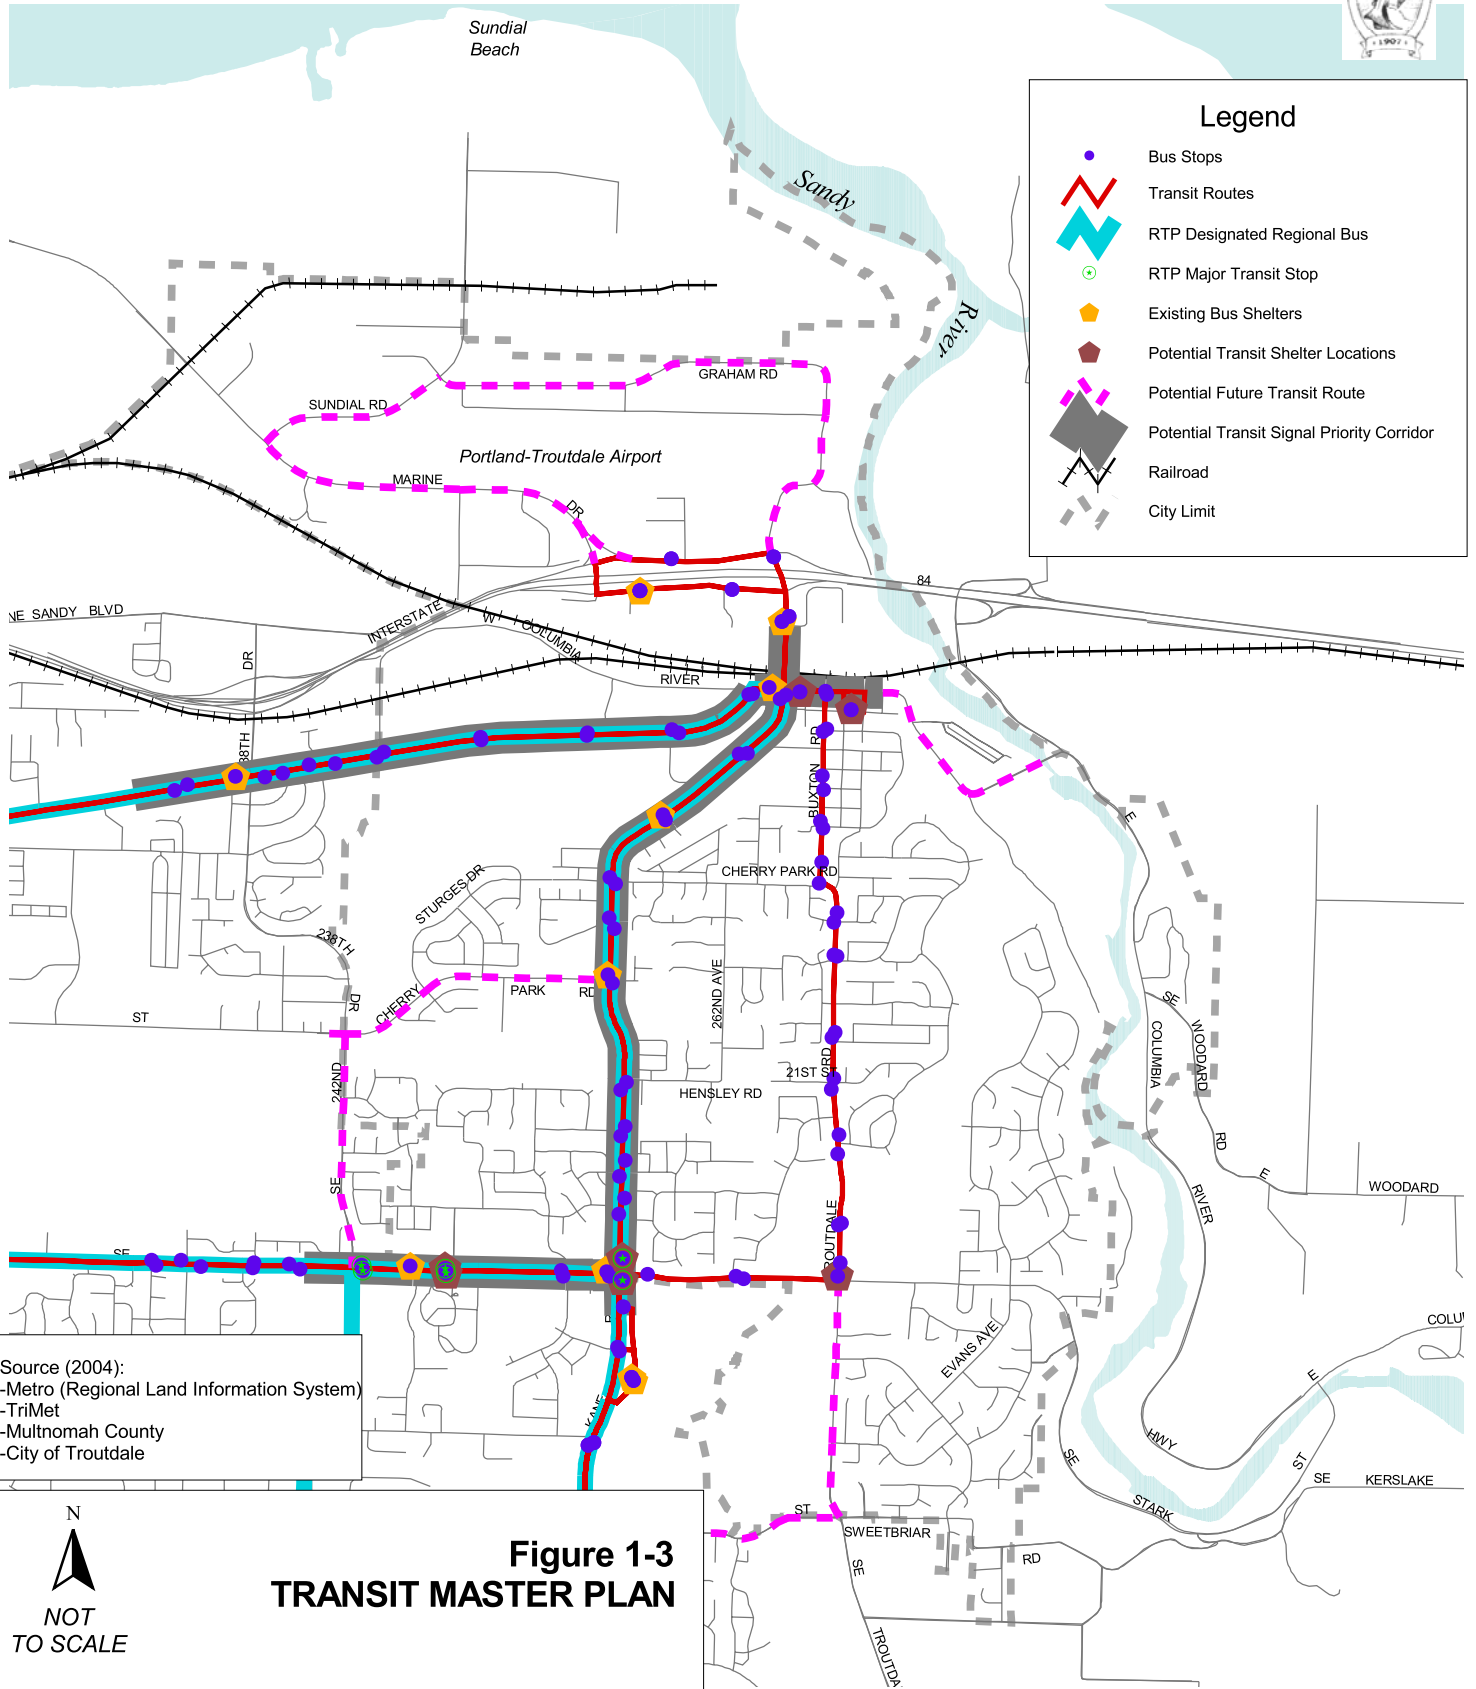 Sundial
Beach
1907
Legend
Bus Stops
Transit Routes
RTP Designated Regional Bus
RTP Major Transit Stop
Existing Bus Shelters
Potential Transit Shelter Locations
Potential Future Transit Route
Potential Transit Signal Priority Corridor
Railroad
City Limit
Sandy
River
GRAHAM RD
SUNDIAL RD
Portland-Troutdale Airport
MARINE
DR
84
NE SANDY BLVD
INTERSTATE
W
COLUMBIA
DR
RIVER
38TH
RD
BUXTON
E
CHERRY PARK RD
STURGES DR
238TH
DR
262ND AVE
CHERRY
PARK
RD
ST
SE
WOODARD
COLUMBIA
RD
21ST ST
242ND
HENSLEY RD
RD
E
WOODARD
SE
RIVER
TROUTDALE
SE
R
EVANS AVE
COLU
E
KANE
Source (2004):
-Metro (Regional Land Information System)
-TriMet
-Multnomah County
-City of Troutdale
HWY
SE
ST
SE
KERSLAKE
STARK
ST
SWEETBRIAR
RD
SE
N
NOT
TO SCALE
Figure 1-3
TRANSIT MASTER PLAN
TROUTDA